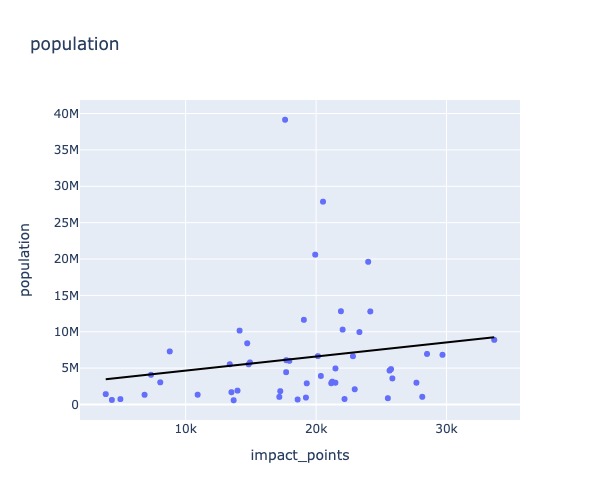 population
40M
35M
30M
25M
20M
15M
10M
5M
0
population
10k
20k
30k
impact_points